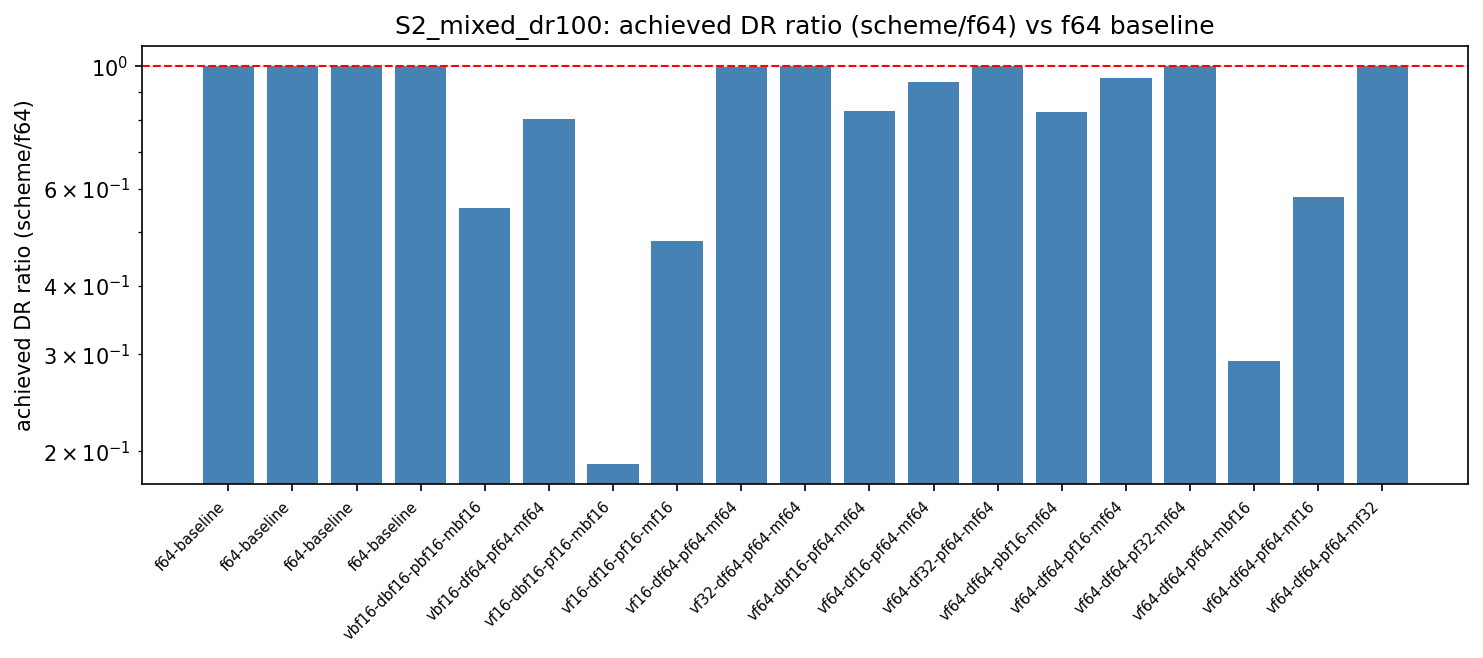 S2_mixed_dr100: achieved DR ratio (scheme/f64) vs f64 baseline
achieved DR ratio (scheme/f64)
10⁰
6 × 10⁻¹
4 × 10⁻¹
3 × 10⁻¹
2 × 10⁻¹
f64-baseline
f64-baseline
f64-baseline
f64-baseline
vbf16-dbf16-pbf16-mbf16
vbf16-df64-pf64-mf64
vf16-dbf16-pf16-mbf16
vf16-df16-pf16-mf16
vf16-df64-pf64-mf64
vf32-df64-pf64-mf64
vf64-dbf16-pf64-mf64
vf64-df16-pf64-mf64
vf64-df32-pf64-mf64
vf64-df64-pbf16-mf64
vf64-df64-pf16-mf64
vf64-df64-pf32-mf64
vf64-df64-pf64-mbf16
vf64-df64-pf64-mf16
vf64-df64-pf64-mf32